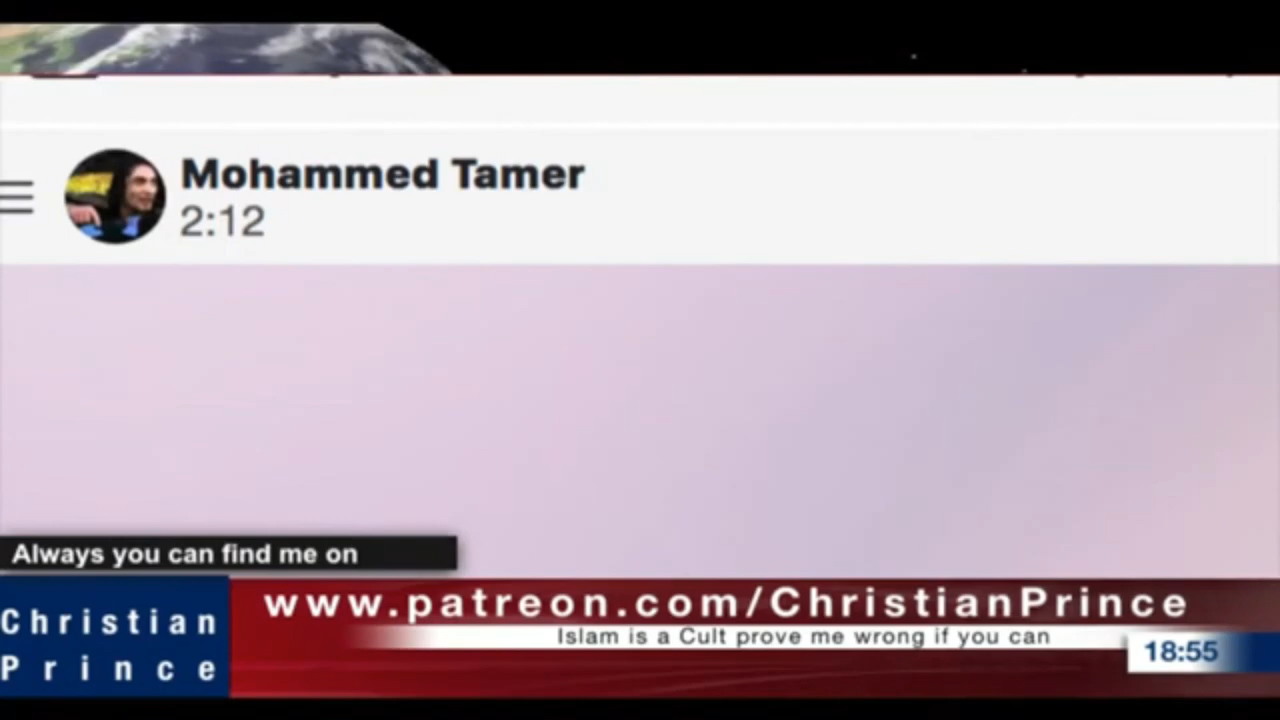 Mohammed Tamer
2:12
Always you can find me on
Christian
Prince
www.patreon.com/ChristianPrince
Islam is a Cult prove me wrong if you can
18:55